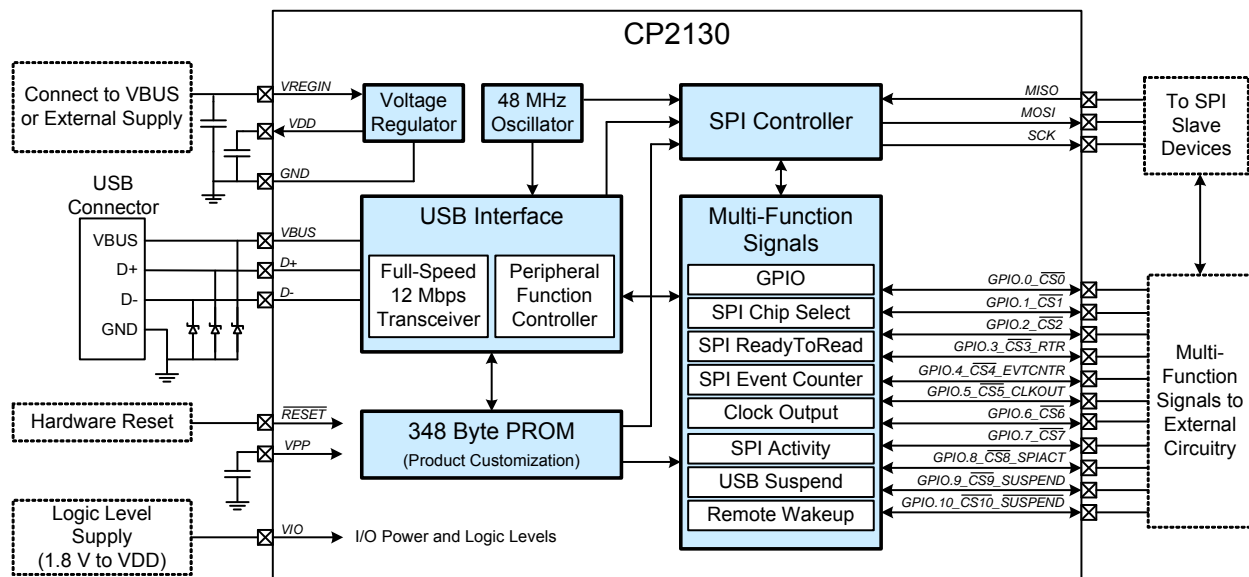 CP2130
Connect to VBUS
or External Supply
VREGIN
VDD
GND
Voltage
Regulator
48 MHz
Oscillator
SPI Controller
MISO
MOSI
SCK
To SPI
Slave
Devices
USB
Connector
VBUS
D+
D-
GND
VBUS
D+
D-
USB Interface
Full-Speed
12 Mbps
Transceiver
Peripheral
Function
Controller
Multi-Function
Signals
GPIO
SPI Chip Select
SPI ReadyToRead
SPI Event Counter
Clock Output
SPI Activity
USB Suspend
Remote Wakeup
GPIO.0_CS0
GPIO.1_CS1
GPIO.2_CS2
GPIO.3_CS3_RTR
GPIO.4_CS4_EVTCNTR
GPIO.5_CS5_CLKOUT
GPIO.6_CS6
GPIO.7_CS7
GPIO.8_CS8_SPIACT
GPIO.9_CS9_SUSPEND
GPIO.10_CS10_SUSPEND
Multi-
Function
Signals to
External
Circuitry
Hardware Reset
RESET
VPP
348 Byte PROM
(Product Customization)
Logic Level
Supply
(1.8 V to VDD)
VIO
I/O Power and Logic Levels